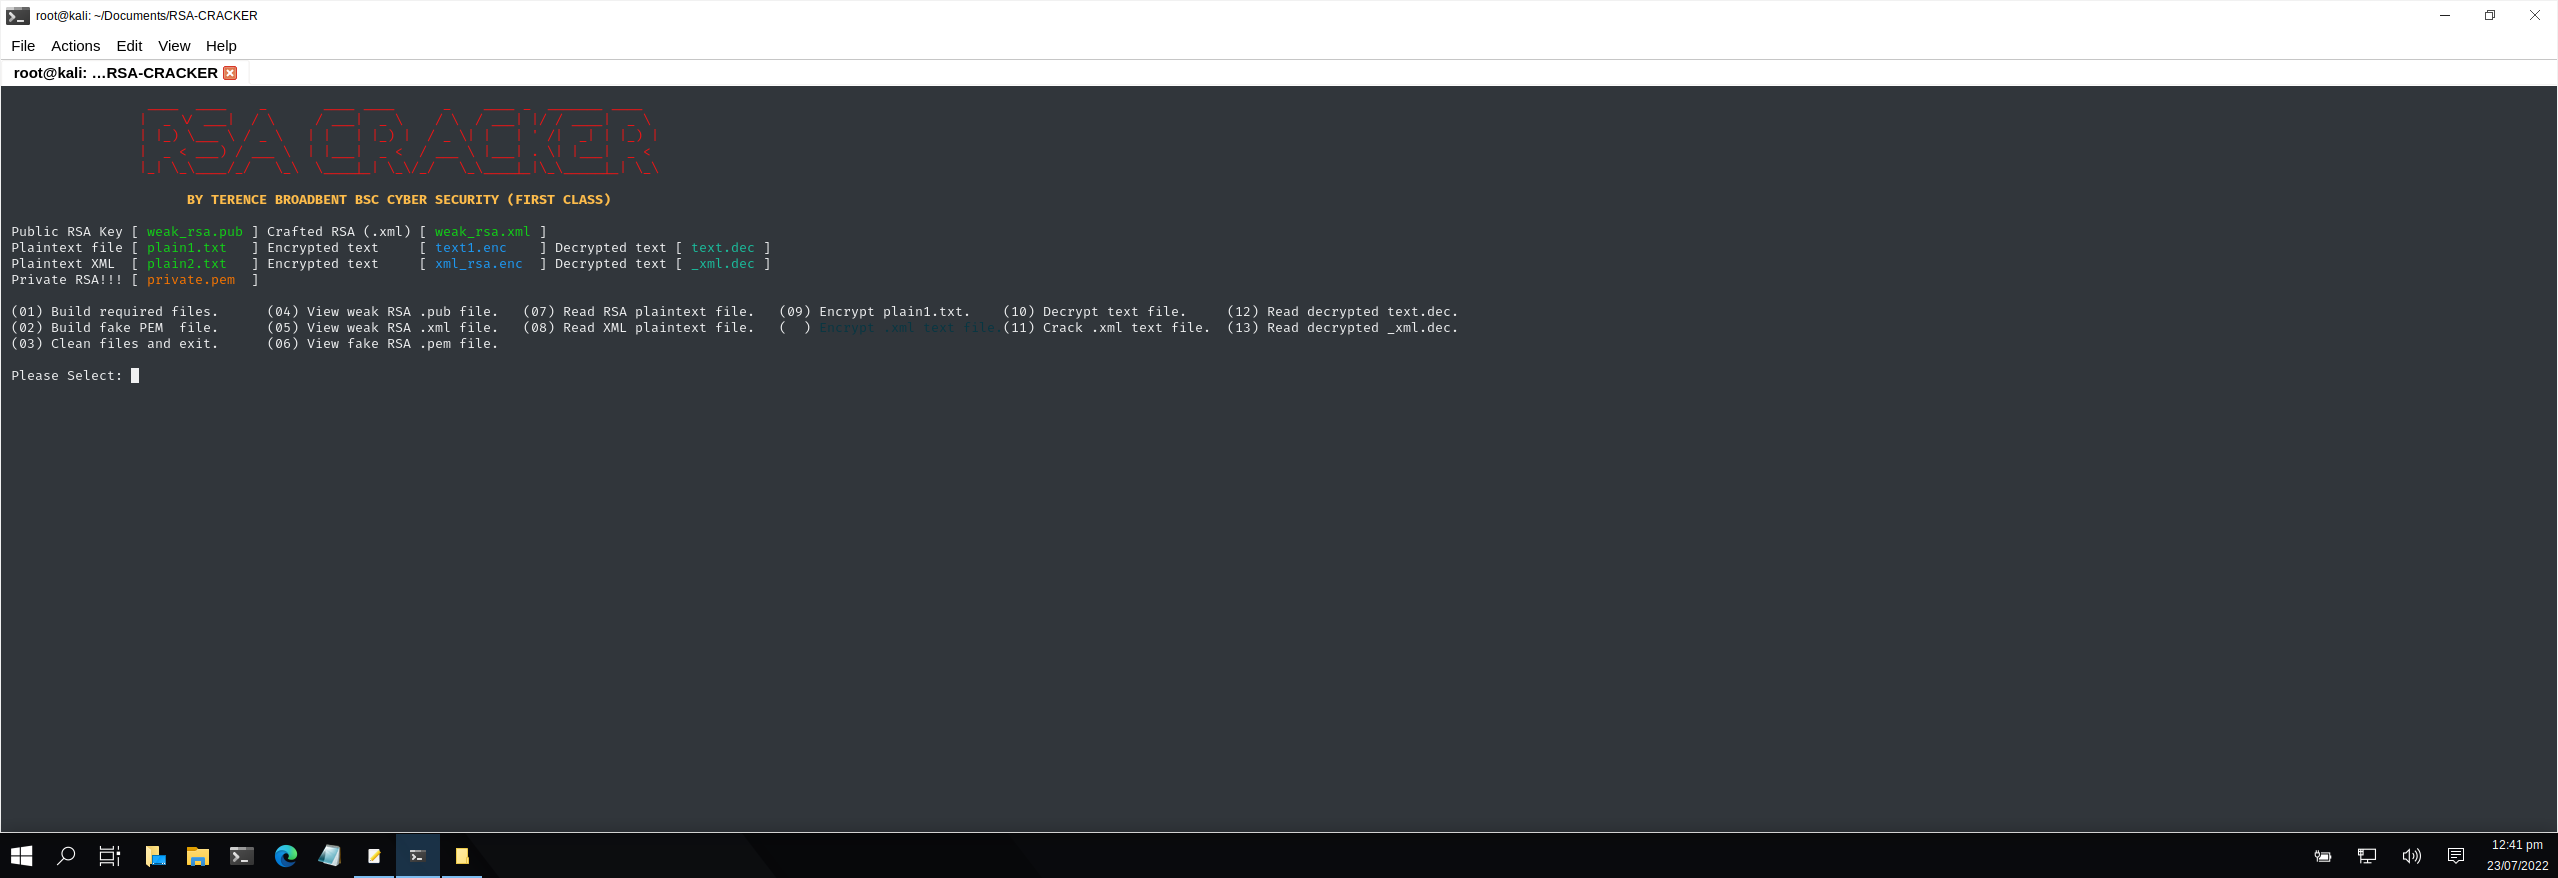 root@kali: ~/Documents/RSA-CRACKER
File Actions Edit View Help
root@kali: …RSA-CRACKER
RSA CRACKER
BY TERENCE BROADBENT BSC CYBER SECURITY (FIRST CLASS)
Public RSA Key [ weak_rsa.pub ] Crafted RSA (.xml) [ weak_rsa.xml ]
Plaintext file [ plain1.txt ] Encrypted text [ text1.enc ] Decrypted text [ text.dec ]
Plaintext XML [ plain2.txt ] Encrypted text [ xml_rsa.enc ] Decrypted text [ _xml.dec ]
Private RSA!!! [ private.pem ]
(01) Build required files. (04) View weak RSA .pub file. (07) Read RSA plaintext file. (09) Encrypt plain1.txt. (10) Decrypt text file. (12) Read decrypted text.dec.
(02) Build fake PEM file. (05) View weak RSA .xml file. (08) Read XML plaintext file. ( ) Encrypt .xml text file. (11) Crack .xml text file. (13) Read decrypted _xml.dec.
(03) Clean files and exit. (06) View fake RSA .pem file.
Please Select:
12:41 pm
23/07/2022